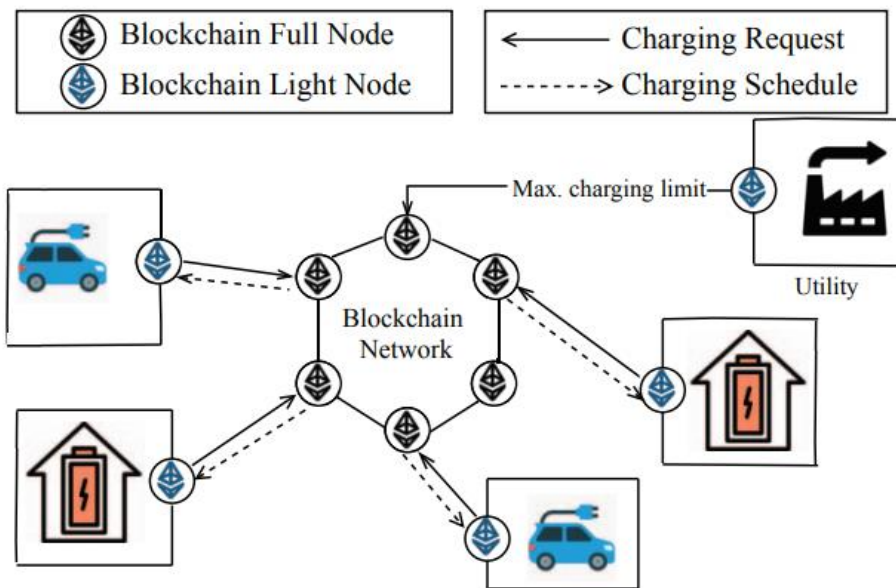 Blockchain Full Node
Blockchain Light Node
Charging Request
Charging Schedule
Max. charging limit
Utility
Blockchain
Network